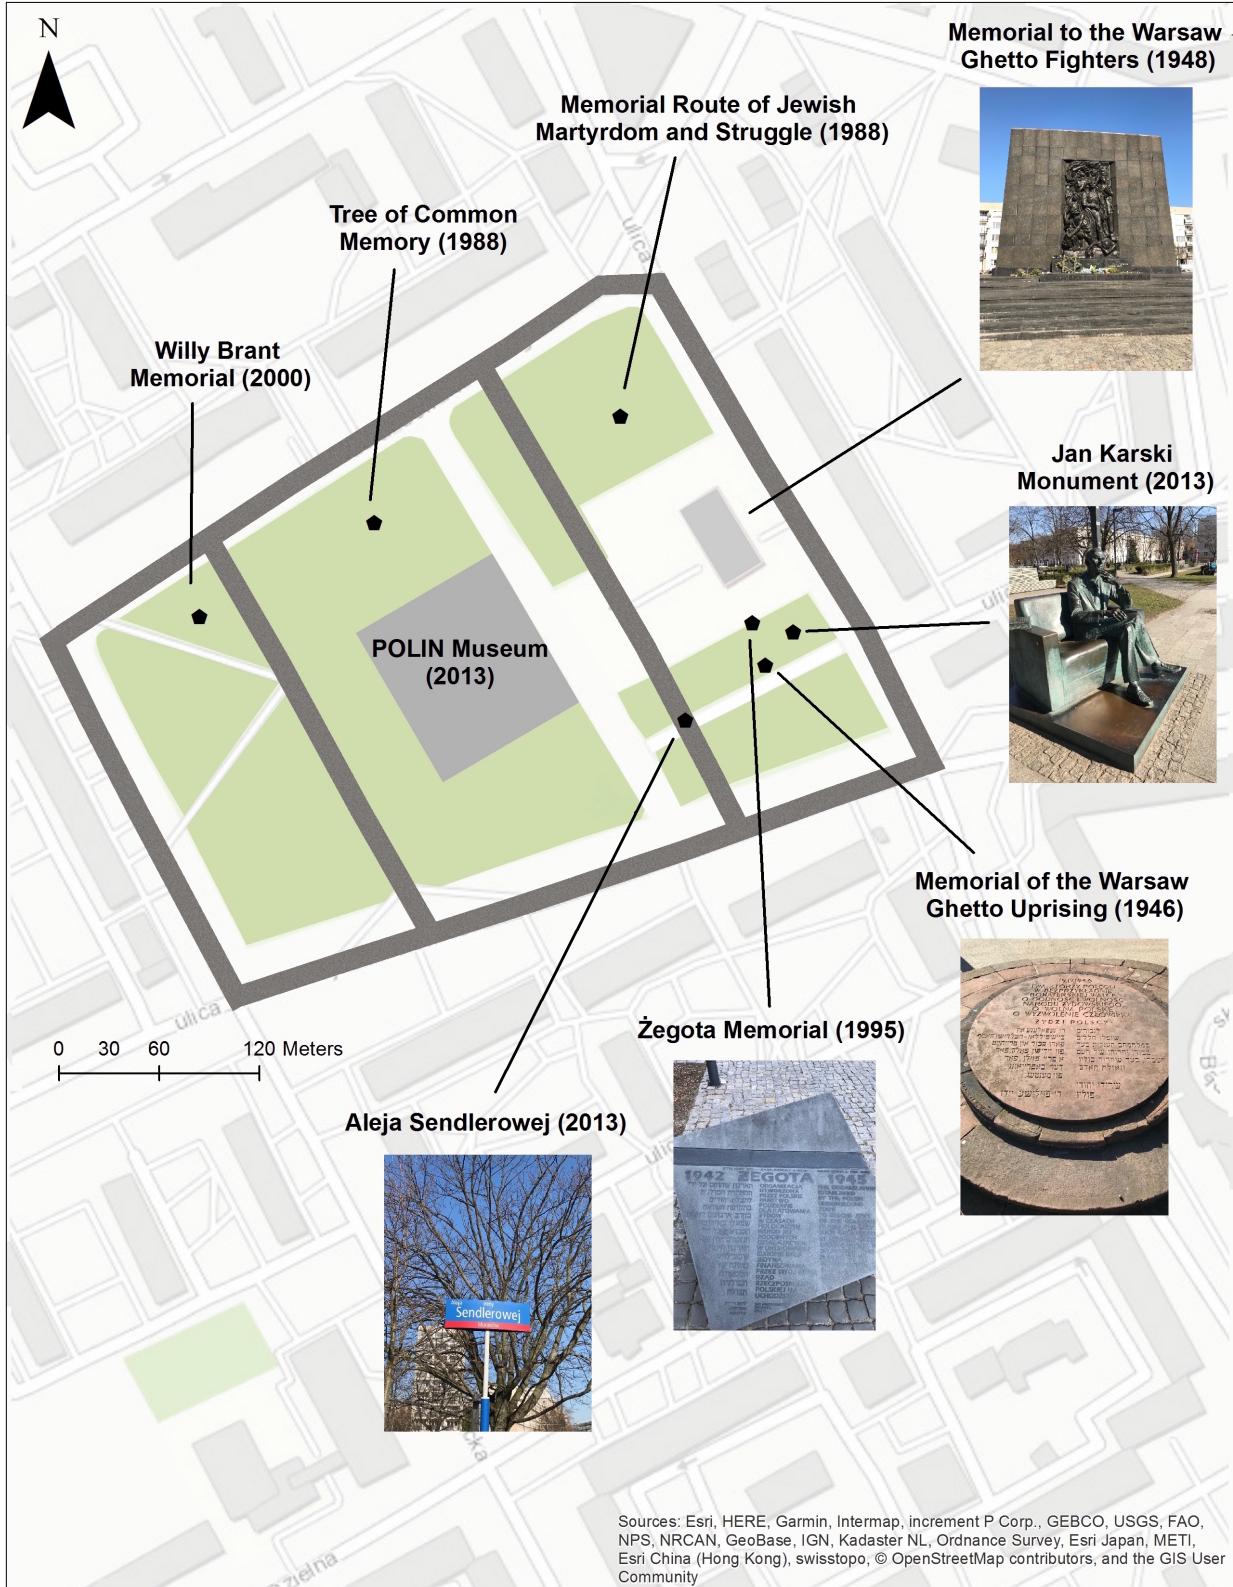 N
Memorial to the Warsaw
Ghetto Fighters (1948)
Memorial Route of Jewish
Martyrdom and Struggle (1988)
Tree of Common
Memory (1988)
ulica
Willy Brant
Memorial (2000)
Jan Karski
Monument (2013)
POLIN Museum
(2013)
Memorial of the Warsaw
Ghetto Uprising (1946)
ulica
0 30 60 120 Meters
Żegota Memorial (1995)
Aleja Sendlerowej (2013)
1942 ŻEGOTA 1945
Sendlerowej
ŻYDZI POLSCY
Sources: Esri, HERE, Garmin, Intermap, increment P Corp., GEBCO, USGS, FAO,
NPS, NRCAN, GeoBase, IGN, Kadaster NL, Ordnance Survey, Esri Japan, METI,
Esri China (Hong Kong), swisstopo, © OpenStreetMap contributors, and the GIS User
Community